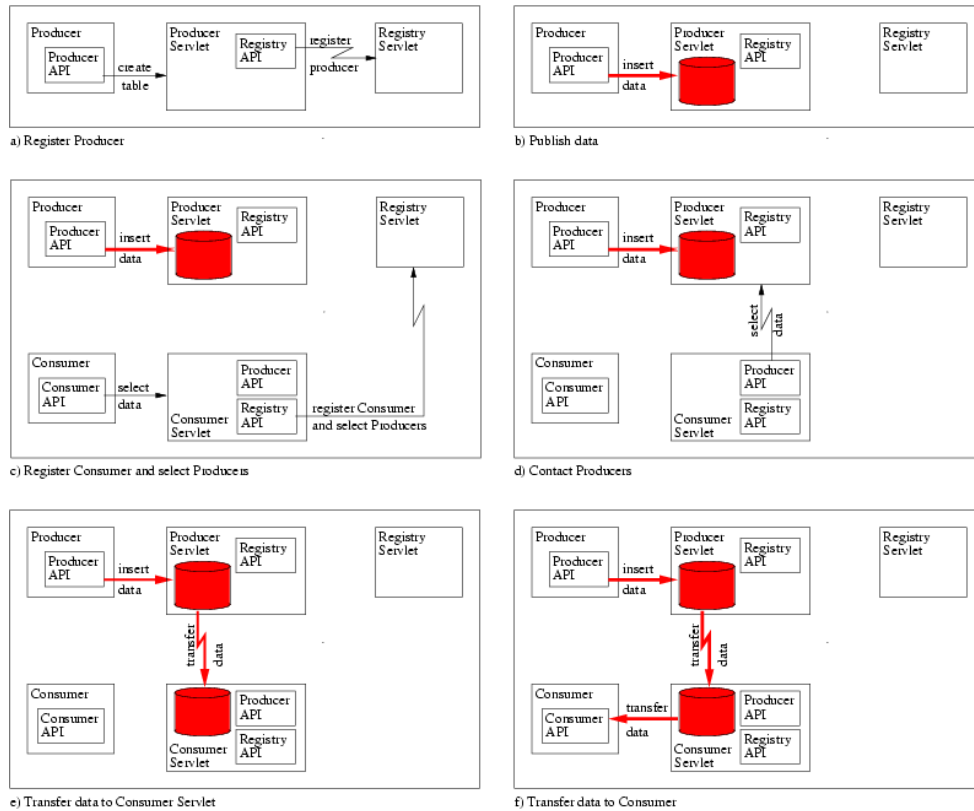 Producer
Producer
API
create
table
Producer
Servlet
Registry
API
register
producer
Registry
Servlet
a) Register Producer
Producer
Producer
API
insert
data
Producer
Servlet
Registry
API
Registry
Servlet
b) Publish data
Producer
Producer
API
insert
data
Producer
Servlet
Registry
API
Registry
Servlet
Consumer
Consumer
API
select
data
Producer
API
Registry
API
Consumer
Servlet
register Consumer
and select Producers
c) Register Consumer and select Producers
Producer
Producer
API
insert
data
Producer
Servlet
Registry
API
Registry
Servlet
select
data
Consumer
Consumer
API
Producer
API
Registry
API
Consumer
Servlet
d) Contact Producers
Producer
Producer
API
insert
data
Producer
Servlet
Registry
API
Registry
Servlet
transfer
data
Consumer
Consumer
API
Producer
API
Registry
API
Consumer
Servlet
e) Transfer data to Consumer Servlet
Producer
Producer
API
insert
data
Producer
Servlet
Registry
API
Registry
Servlet
transfer
data
Consumer
Consumer
API
transfer
data
Producer
API
Registry
API
Consumer
Servlet
f) Transfer data to Consumer